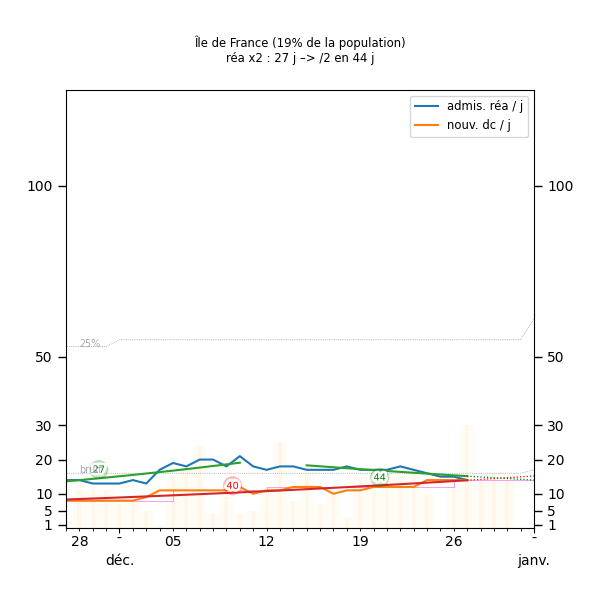 Île de France (19% de la population)
réa x2 : 27 j –> /2 en 44 j
admis. réa / j
nouv. dc / j
100 100
50 50
25%
30 30
20 20
27
44
40
10 10
5 5
1 1
28 - 05 12 19 26 -
déc. janv.